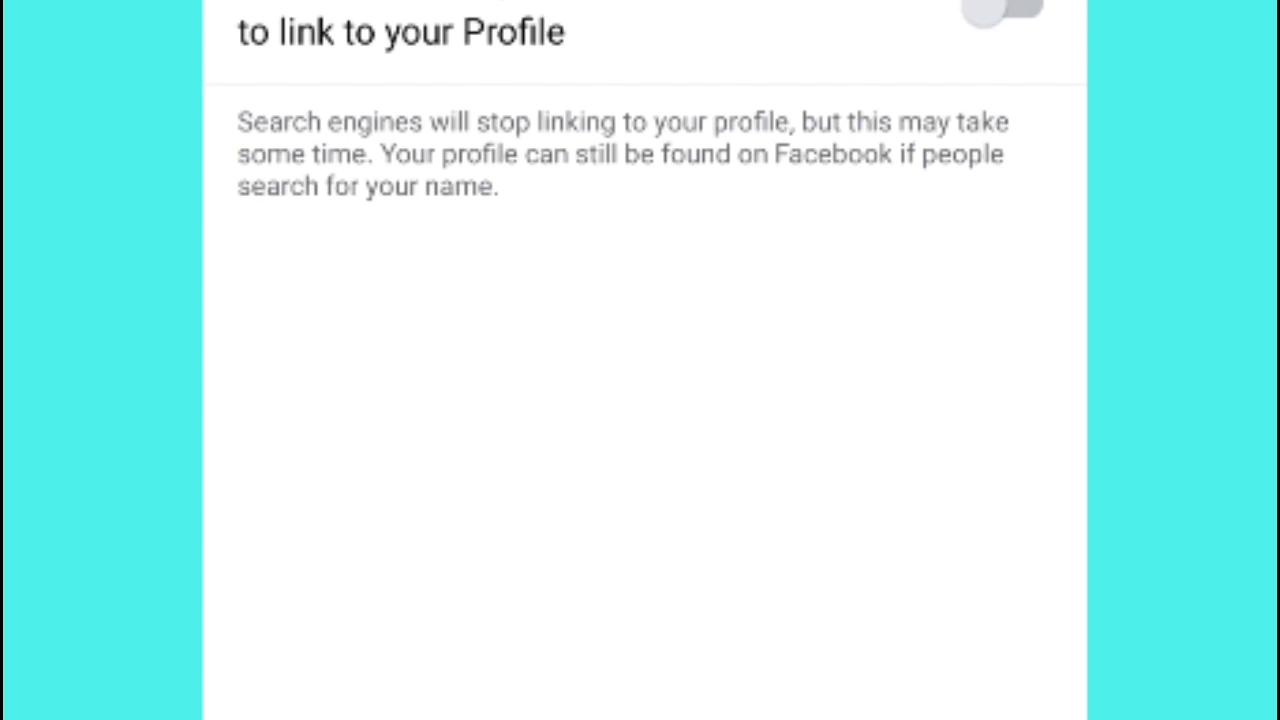 to link to your Profile
Search engines will stop linking to your profile, but this may take
some time. Your profile can still be found on Facebook if people
search for your name.